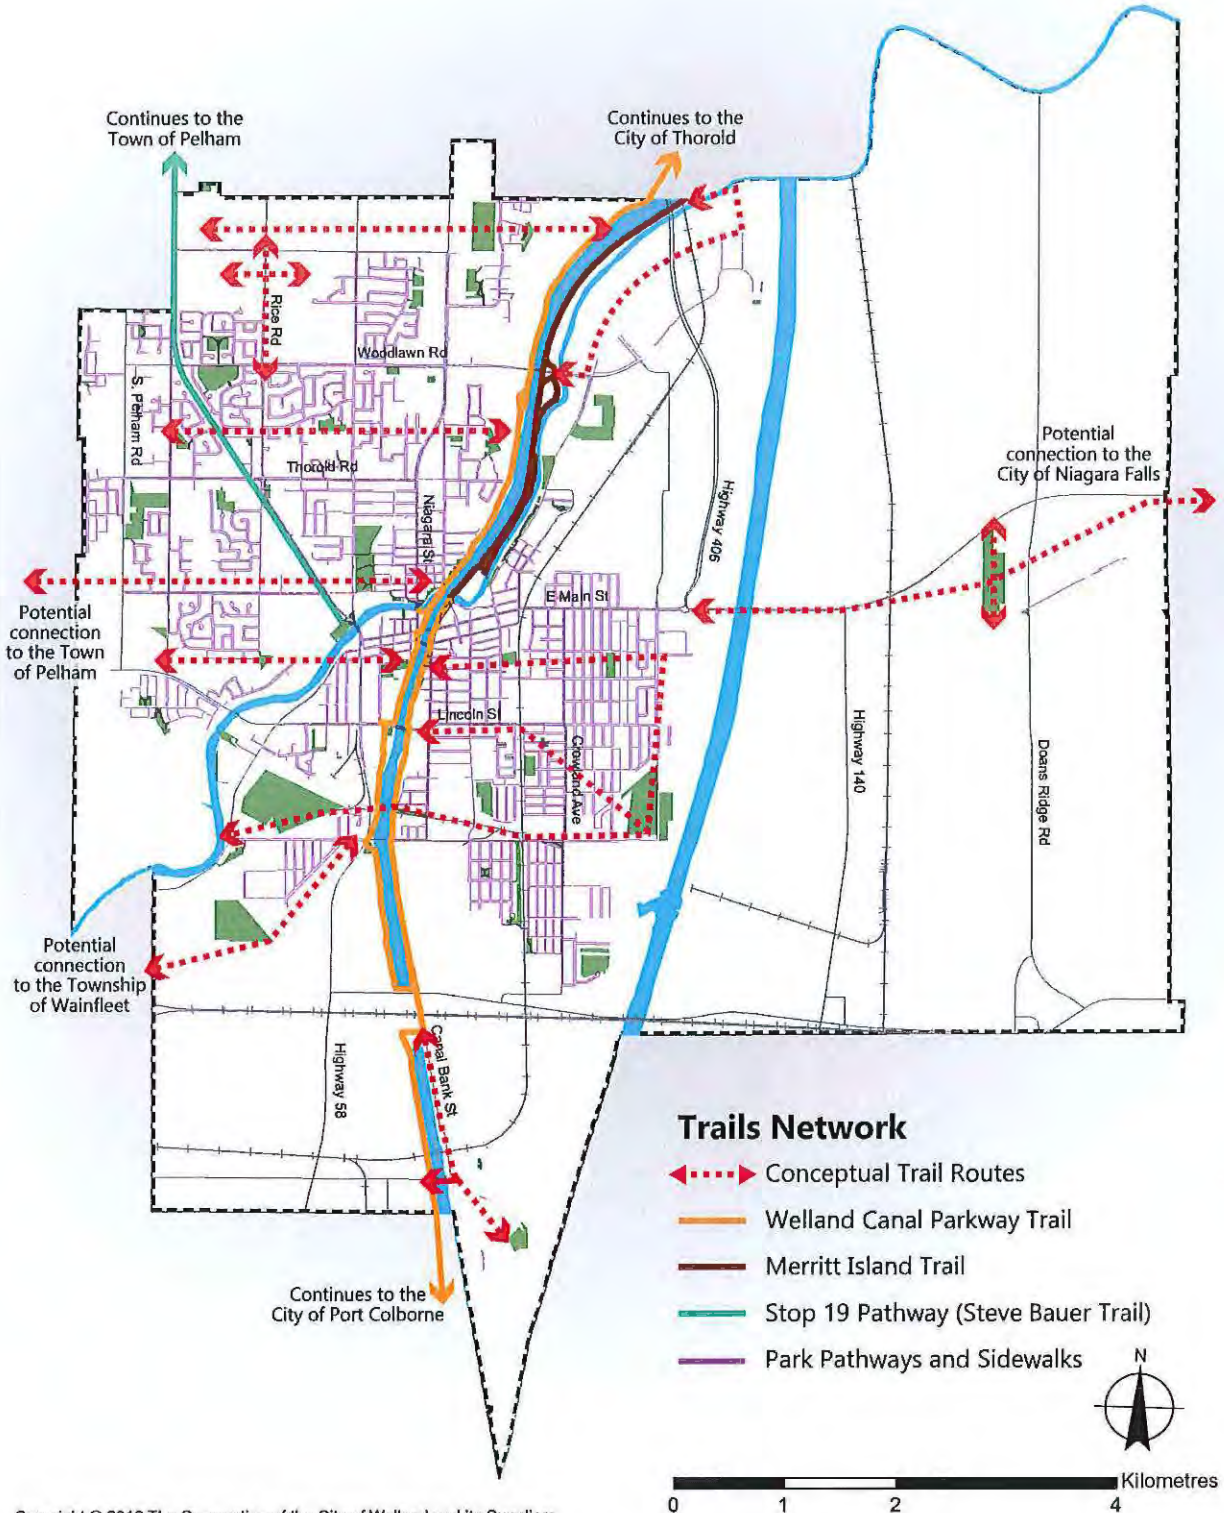 Continues to the
Town of Pelham
Continues to the
City of Thorold
Rice Rd
Woodlawn Rd
S. Pelham Rd
Thorold Rd
Niagara St
Highway 406
Potential
connection to the
City of Niagara Falls
E Main St
Potential
connection
to the Town
of Pelham
Lincoln St
Crowland Ave
Highway 140
Doans Ridge Rd
Potential
connection
to the Township
of Wainfleet
Canal Bank St
Highway 58
Continues to the
City of Port Colborne
Trails Network
Conceptual Trail Routes
Welland Canal Parkway Trail
Merritt Island Trail
Stop 19 Pathway (Steve Bauer Trail)
Park Pathways and Sidewalks
N
Kilometres
0 1 2 4